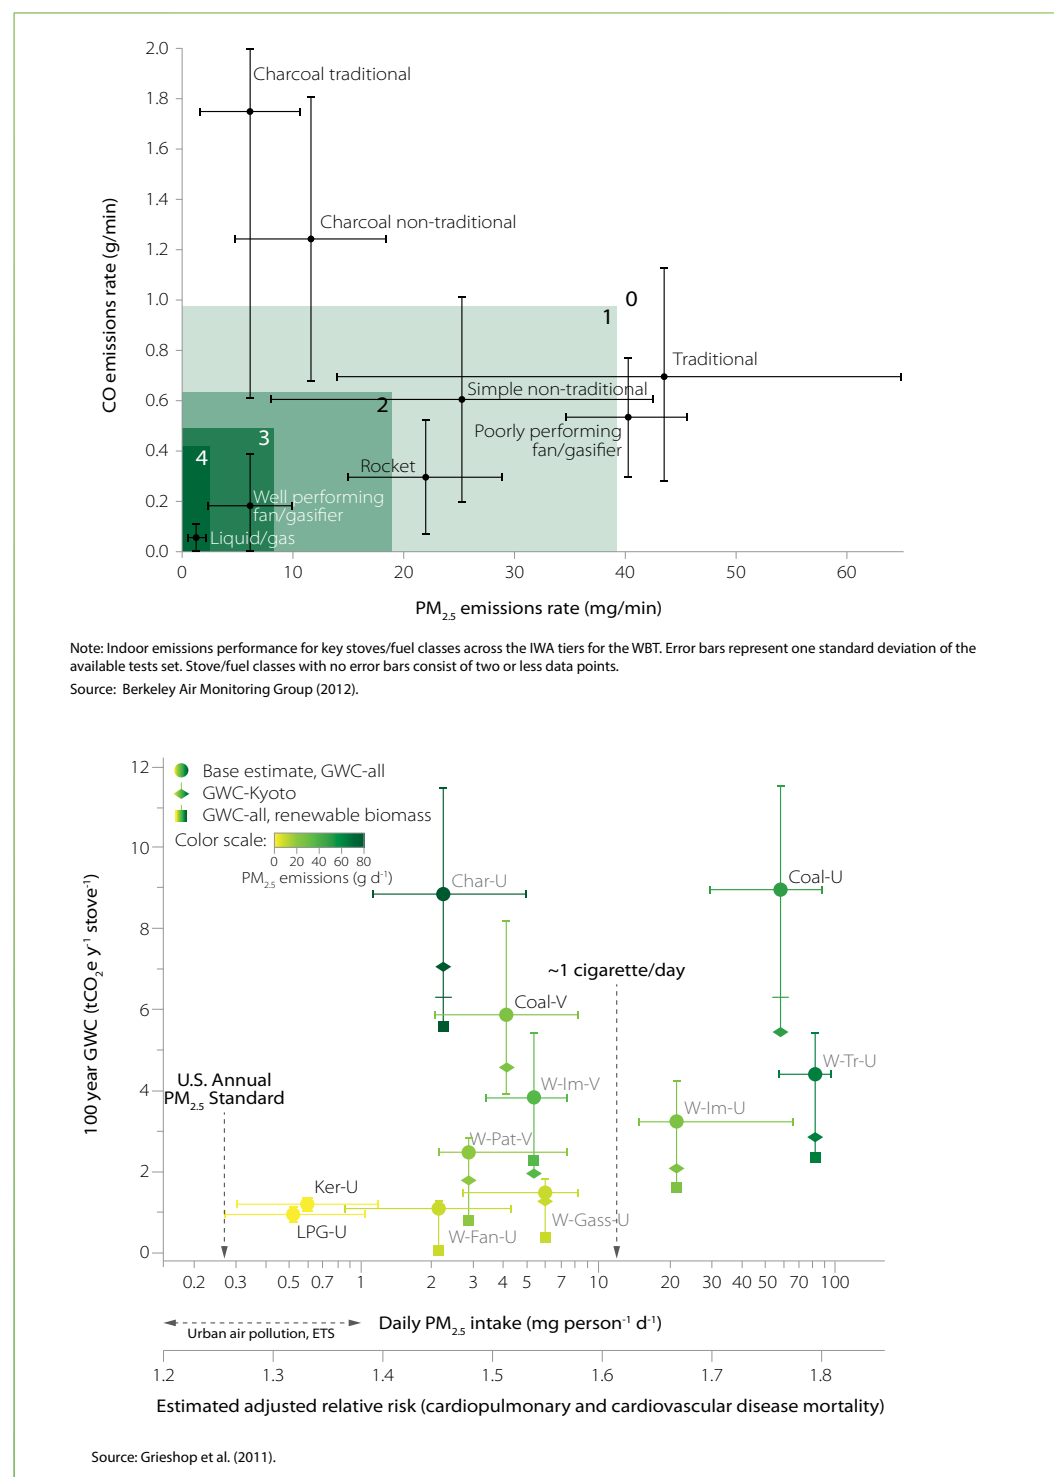 2.0
Charcoal traditional
1.8
1.6
1.4
Charcoal non-traditional
1.2
CO emissions rate (g/min)
1.0
0
1
0.8
Traditional
Simple non-traditional
0.6
2
Poorly performing
fan/gasifier
0.4
3
4
Rocket
0.2
Well performing
fan/gasifier
Liquid/gas
0.0
0 10 20 30 40 50 60
PM2.5 emissions rate (mg/min)
Note: Indoor emissions performance for key stoves/fuel classes across the IWA tiers for the WBT. Error bars represent one standard deviation of the
available tests set. Stove/fuel classes with no error bars consist of two or less data points.
Source: Berkeley Air Monitoring Group (2012).
12
Base estimate, GWC-all
GWC-Kyoto
GWC-all, renewable biomass
Color scale:
0 20 40 60 80
PM2.5 emissions (g d-1)
10
Char-U
Coal-U
8
100 year GWC (tCO2e y-1 stove-1)
~1 cigarette/day
6
Coal-V
U.S. Annual
PM2.5 Standard
W-Im-V
W-Tr-U
4
W-Im-U
W-Pat-V
2
Ker-U
LPG-U
W-Fan-U
W-Gass-U
0
0.2 0.3 0.5 0.7 1 2 3 4 5 7 10 20 30 40 50 70 100
Daily PM2.5 intake (mg person-1 d-1)
Urban air pollution, ETS
1.2 1.3 1.4 1.5 1.6 1.7 1.8
Estimated adjusted relative risk (cardiopulmonary and cardiovascular disease mortality)
Source: Grieshop et al. (2011).